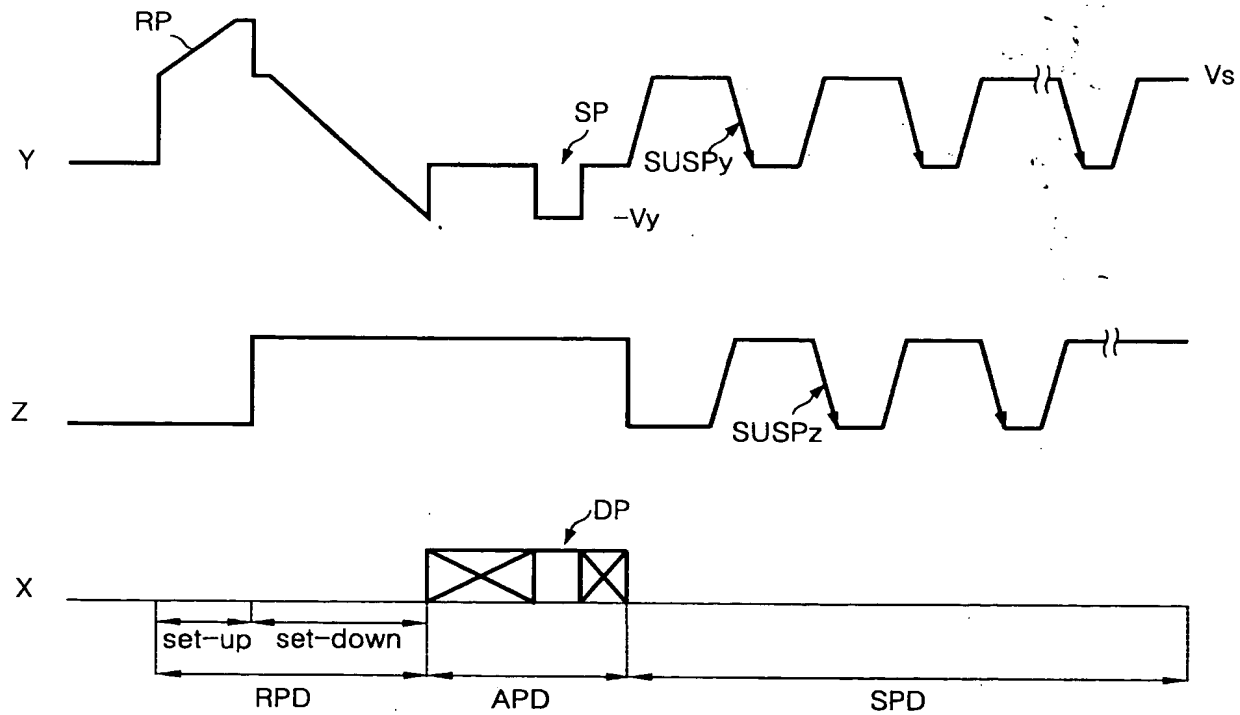 RP
Vs
SP
Y
SUSPy
-Vy
Z
SUSPz
DP
X
set-up
set-down
RPD
APD
SPD